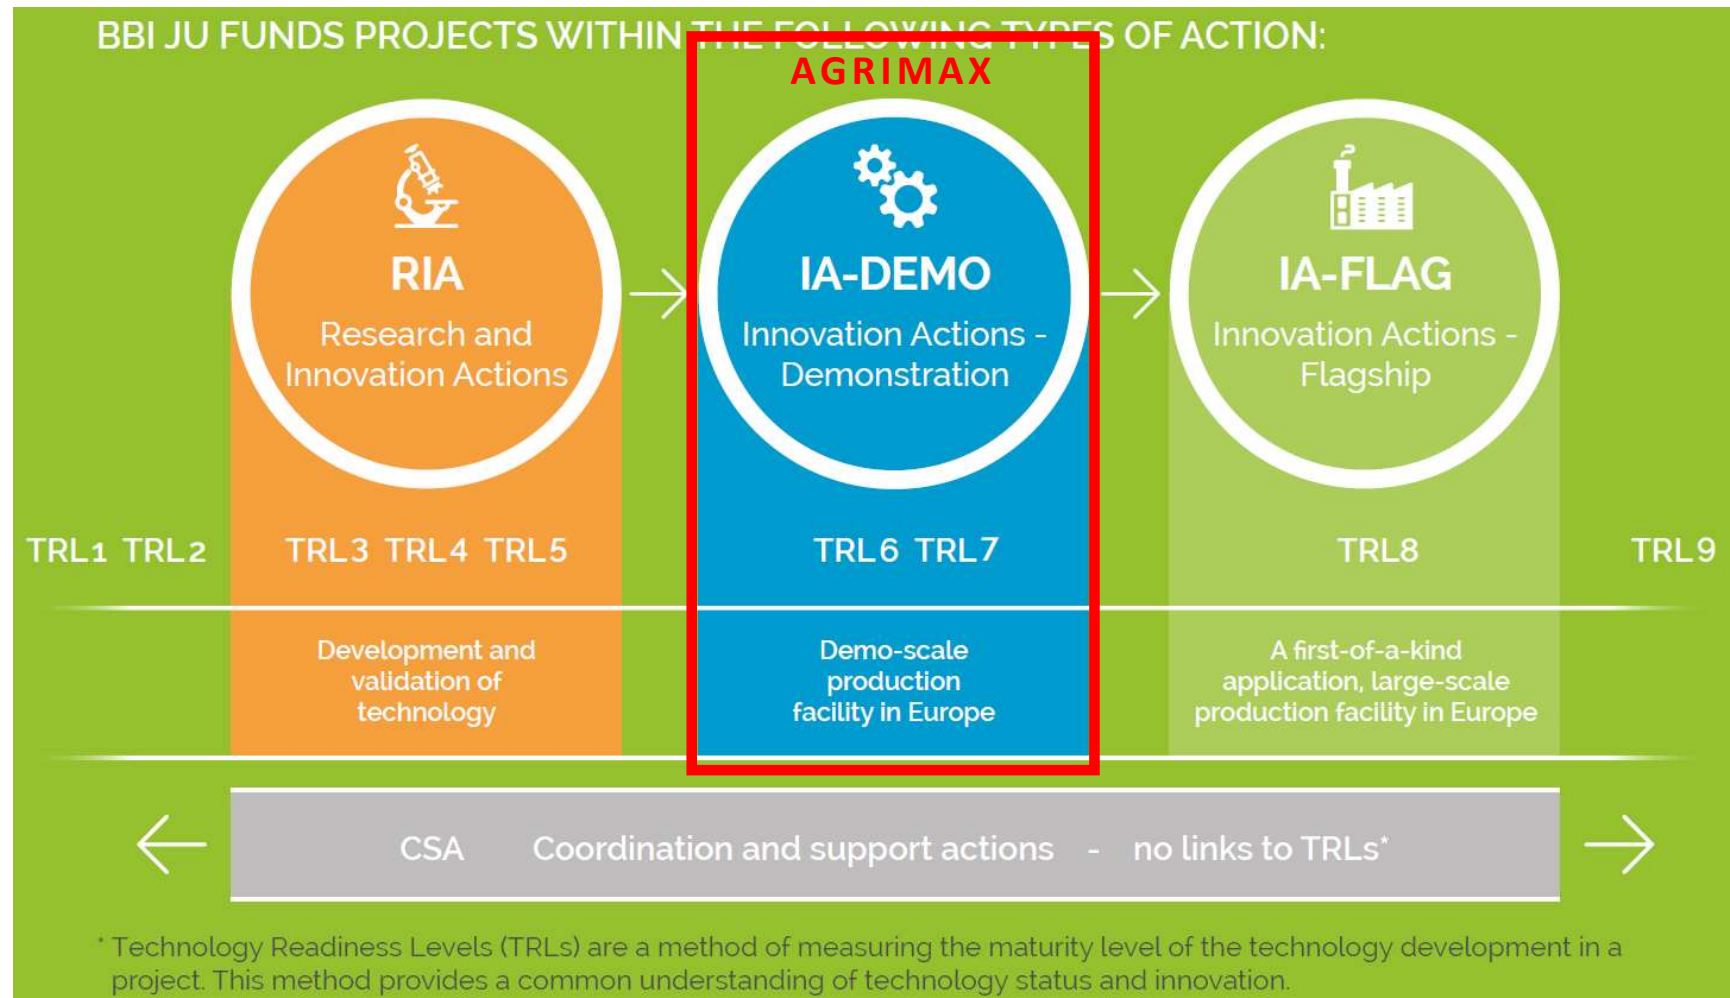 BBI JU FUNDS PROJECTS WITHIN THE FOLLOWING TYPES OF ACTION:
AGRIMAX
RIA
Research and
Innovation Actions
IA-DEMO
Innovation Actions -
Demonstration
IA-FLAG
Innovation Actions -
Flagship
TRL1 TRL2 TRL3 TRL4 TRL5 TRL6 TRL7 TRL8 TRL9
Development and
validation of
technology
Demo-scale
production
facility in Europe
A first-of-a-kind
application, large-scale
production facility in Europe
CSA Coordination and support actions - no links to TRLs*
* Technology Readiness Levels (TRLs) are a method of measuring the maturity level of the technology development in a
project. This method provides a common understanding of technology status and innovation.